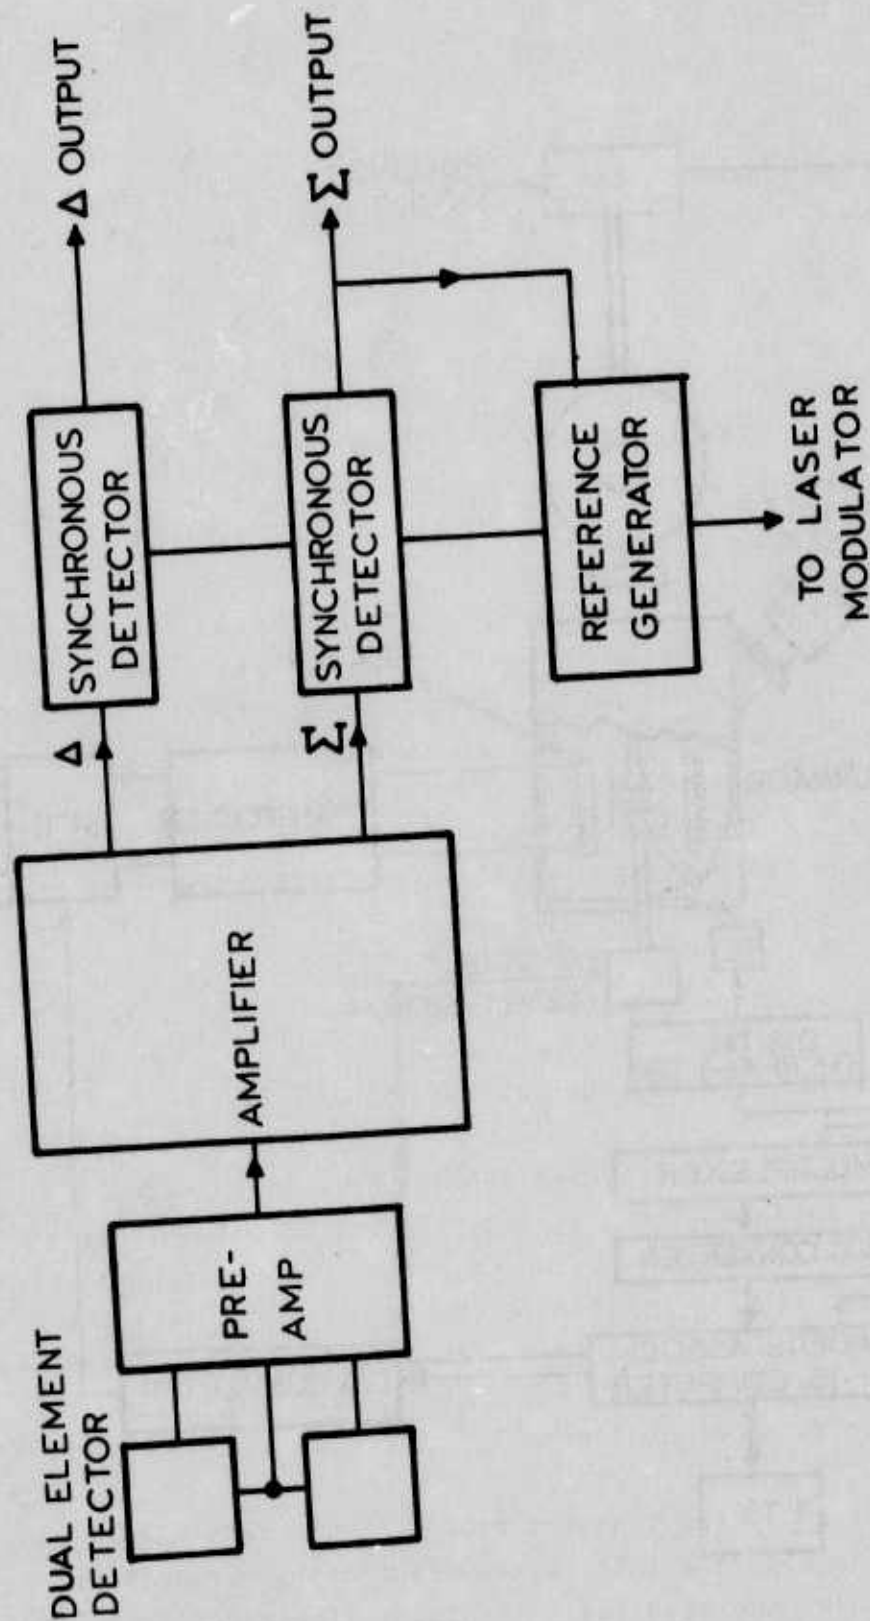 DUAL ELEMENT
DETECTOR
PRE-
AMP
AMPLIFIER
Δ
SYNCHRONOUS
DETECTOR
Δ OUTPUT
Σ
SYNCHRONOUS
DETECTOR
Σ OUTPUT
REFERENCE
GENERATOR
TO LASER
MODULATOR